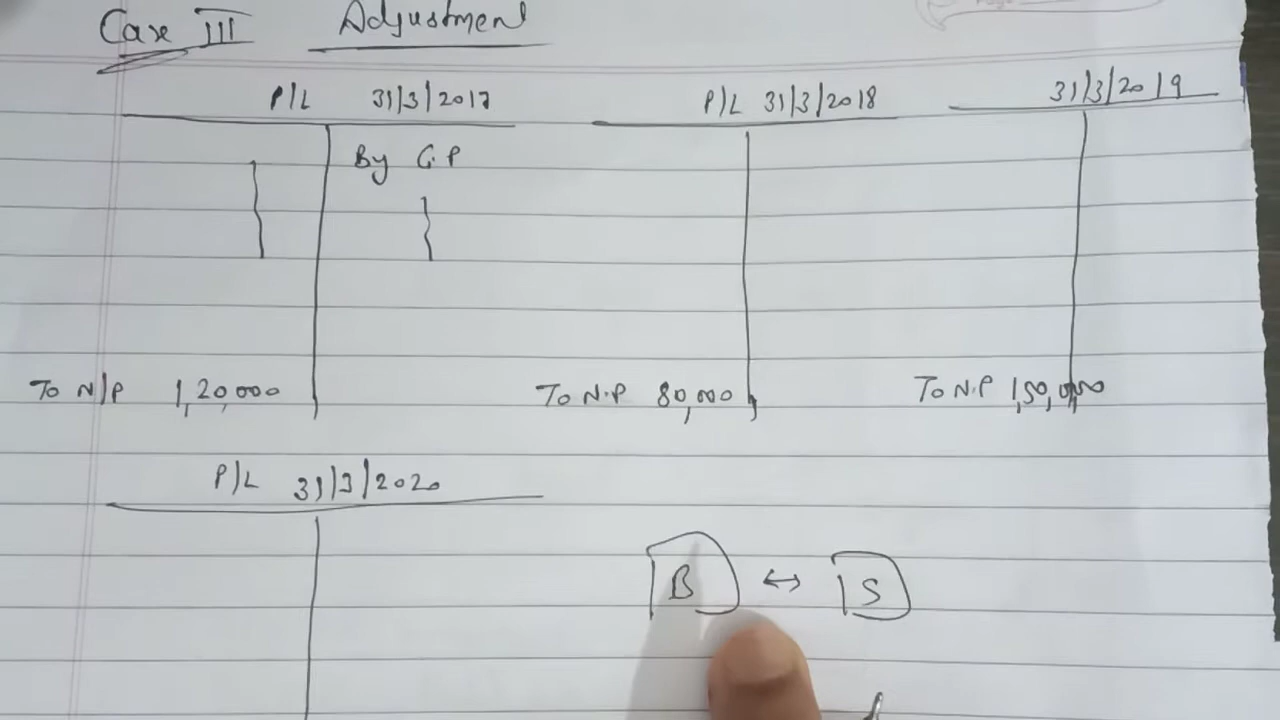 Case III Adjustment
P/L 31/3/2017 P/L 31/3/2018 31/3/2019
By G.P
To N/P 1,20,000 To N.P 80,000 To N.P 1,50,000
P/L 31/3/2020
B ↔ S